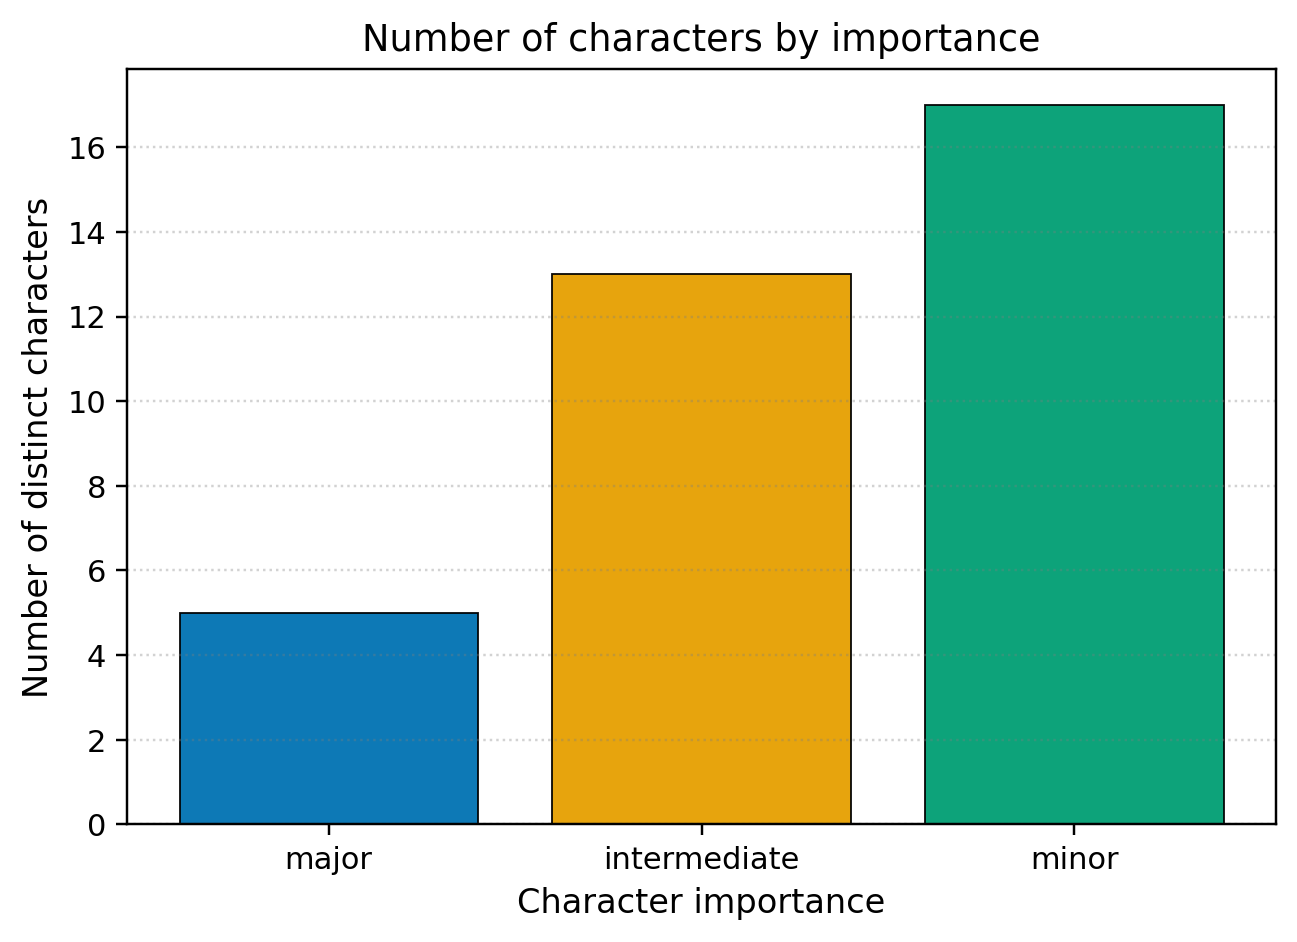 Number of characters by importance
Number of distinct characters
16
14
12
10
8
6
4
2
0
major
intermediate
minor
Character importance